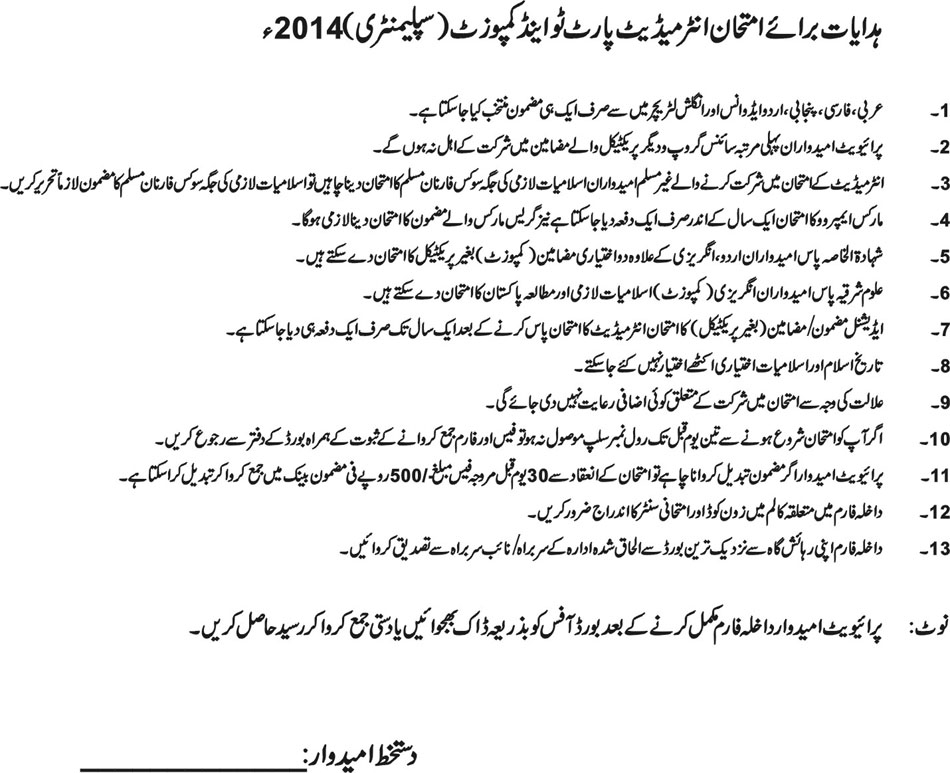 ہدایات برائے امتحان انٹرمیڈیٹ پارٹ ٹو اینڈ کمپوزٹ (سپلیمنٹری) 2014ء
1۔ عربی، فارسی، پنجابی، اردو ایڈوانس اور انگلش لٹریچر میں سے صرف ایک ہی مضمون منتخب کیا جا سکتا ہے۔
2۔ پرائیویٹ امیدواران پہلی مرتبہ سائنس گروپ و دیگر پریکٹیکل والے مضامین میں شرکت کے اہل نہ ہوں گے۔
3۔ انٹرمیڈیٹ کے امتحان میں شرکت کرنے والے غیر مسلم امیدواران اسلامیات لازمی کی جگہ سوکس فار نان مسلم کا امتحان دینا چاہیں تو اسلامیات لازمی کی جگہ سوکس فار نان مسلم کا مضمون لازماً تحریر کریں۔
4۔ مارکس ایمپروو کا امتحان ایک سال کے اندر صرف ایک دفعہ دیا جا سکتا ہے نیز گریس مارکس والے مضمون کا امتحان دینا لازمی ہوگا۔
5۔ شہادۃ الخاصہ پاس امیدواران اردو، انگریزی کے علاوہ دو اختیاری مضامین (کمپوزٹ) بغیر پریکٹیکل کا امتحان دے سکتے ہیں۔
6۔ علوم شرقیہ پاس امیدواران انگریزی (کمپوزٹ) اسلامیات لازمی اور مطالعہ پاکستان کا امتحان دے سکتے ہیں۔
7۔ ایڈیشنل مضمون/مضامین (بغیر پریکٹیکل) کا امتحان انٹرمیڈیٹ کا امتحان پاس کرنے کے بعد ایک سال تک صرف ایک دفعہ ہی دیا جا سکتا ہے۔
8۔ تاریخ اسلام اور اسلامیات اختیاری اکٹھے اختیار نہیں کئے جا سکتے۔
9۔ علالت کی وجہ سے امتحان میں شرکت کے متعلق کوئی اضافی رعایت نہیں دی جائے گی۔
10۔ اگر آپ کو امتحان شروع ہونے سے تین یوم قبل تک رول نمبر سلپ موصول نہ ہو تو فیس اور فارم جمع کروانے کے ثبوت کے ہمراہ بورڈ کے دفتر سے رجوع کریں۔
11۔ پرائیویٹ امیدوار اگر مضمون تبدیل کروانا چاہے تو امتحان کے انعقاد سے 30 یوم قبل مروجہ فیس مبلغ -/500 روپے فی مضمون بینک میں جمع کروا کر تبدیل کرا سکتا ہے۔
12۔ داخلہ فارم میں متعلقہ کالم میں زون کوڈ اور امتحانی سنٹر کا اندراج ضرور کریں۔
13۔ داخلہ فارم اپنی رہائش گاہ سے نزدیک ترین بورڈ سے الحاق شدہ ادارہ کے سربراہ/نائب سربراہ سے تصدیق کروائیں۔
نوٹ: پرائیویٹ امیدوار داخلہ فارم مکمل کرنے کے بعد بورڈ آفس کو بذریعہ ڈاک بھجوائیں یا دستی جمع کروا کر رسید حاصل کریں۔
دستخط امیدوار: ____________